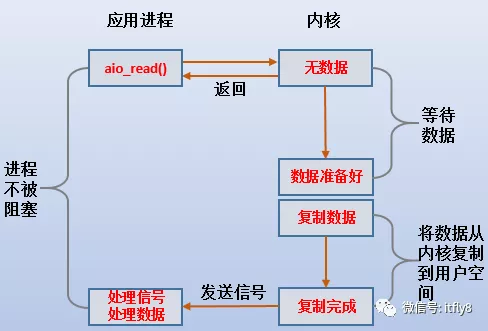 应用进程
内核
aio_read()
无数据
返回
等待
数据
数据准备好
进程
不被
阻塞
复制数据
将数据从
内核复制
到用户空
间
处理信号
处理数据
发送信号
复制完成
微信号: itfly8